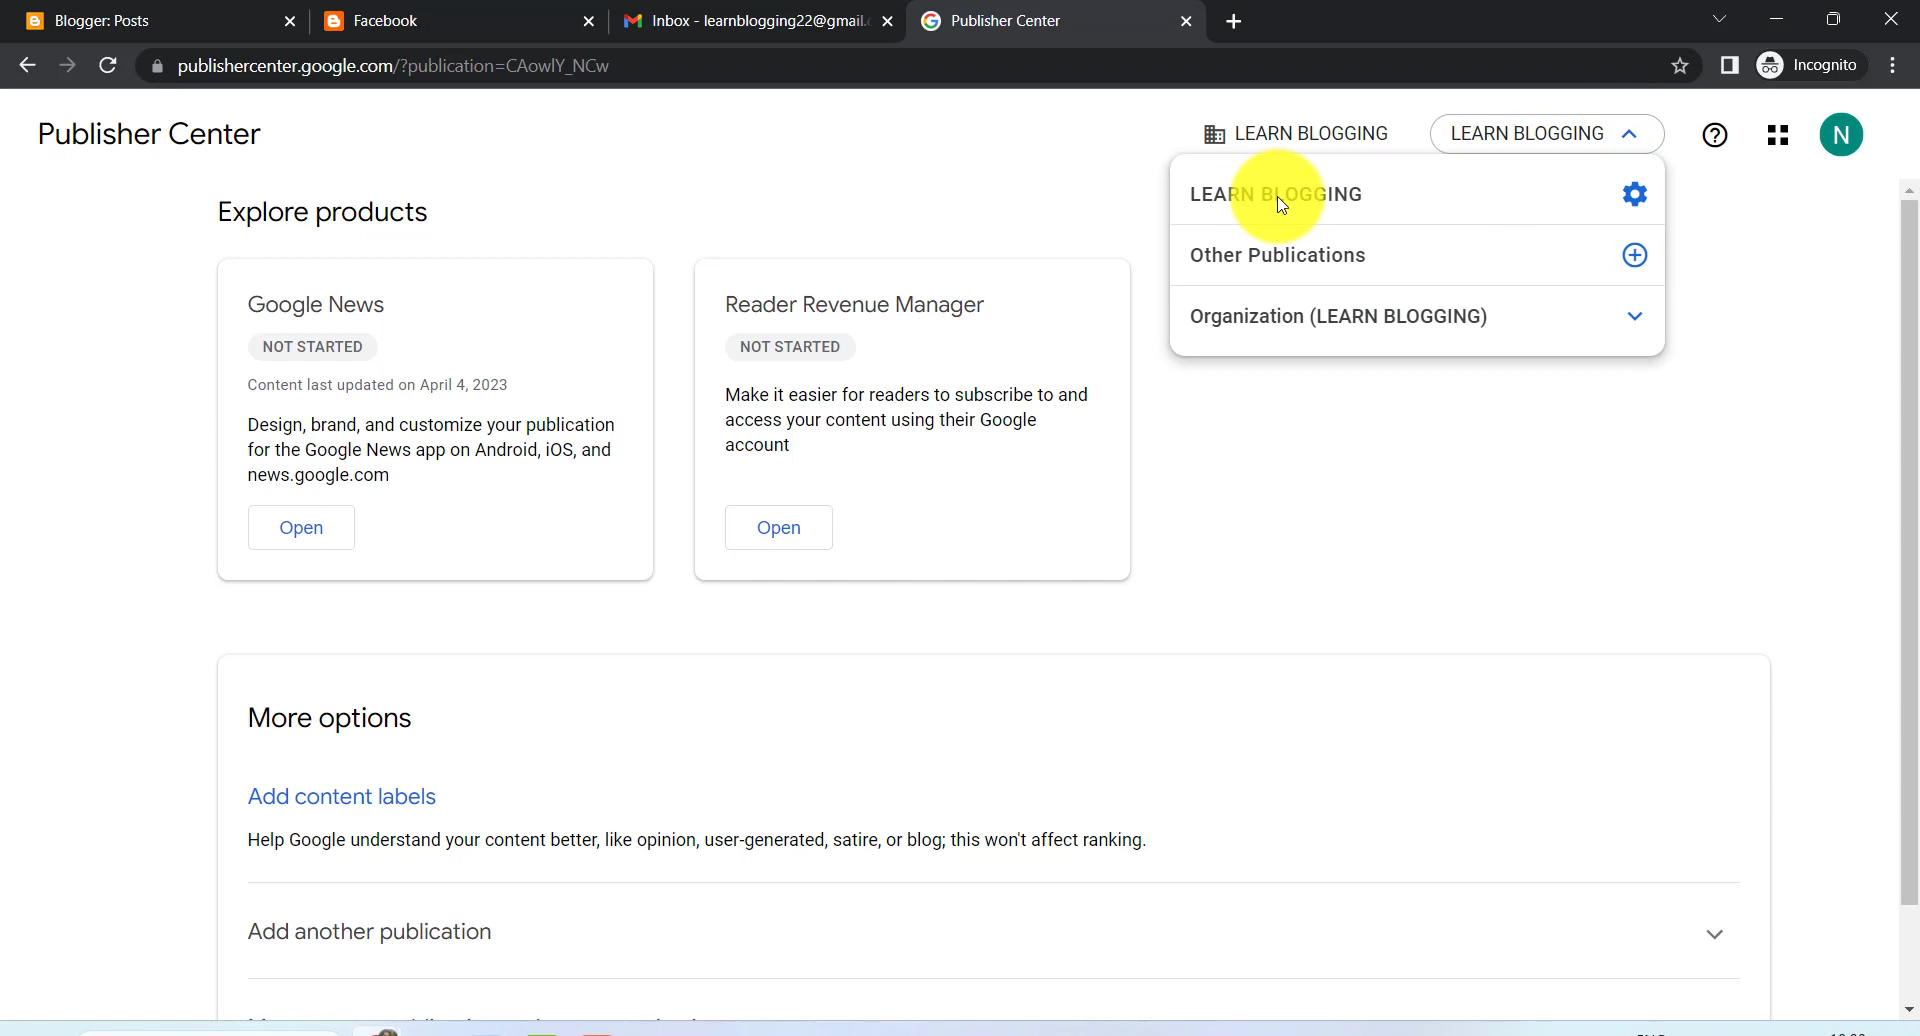 Blogger: Posts
Facebook
Inbox - learnblogging22@gmail.c
Publisher Center
publishercenter.google.com/?publication=CAowlY_NCw
Incognito
Publisher Center
LEARN BLOGGING
LEARN BLOGGING
N
LEARN BLOGGING
Other Publications
Organization (LEARN BLOGGING)
Explore products
Google News
NOT STARTED
Content last updated on April 4, 2023
Design, brand, and customize your publication
for the Google News app on Android, iOS, and
news.google.com
Open
Reader Revenue Manager
NOT STARTED
Make it easier for readers to subscribe to and
access your content using their Google
account
Open
More options
Add content labels
Help Google understand your content better, like opinion, user-generated, satire, or blog; this won't affect ranking.
Add another publication